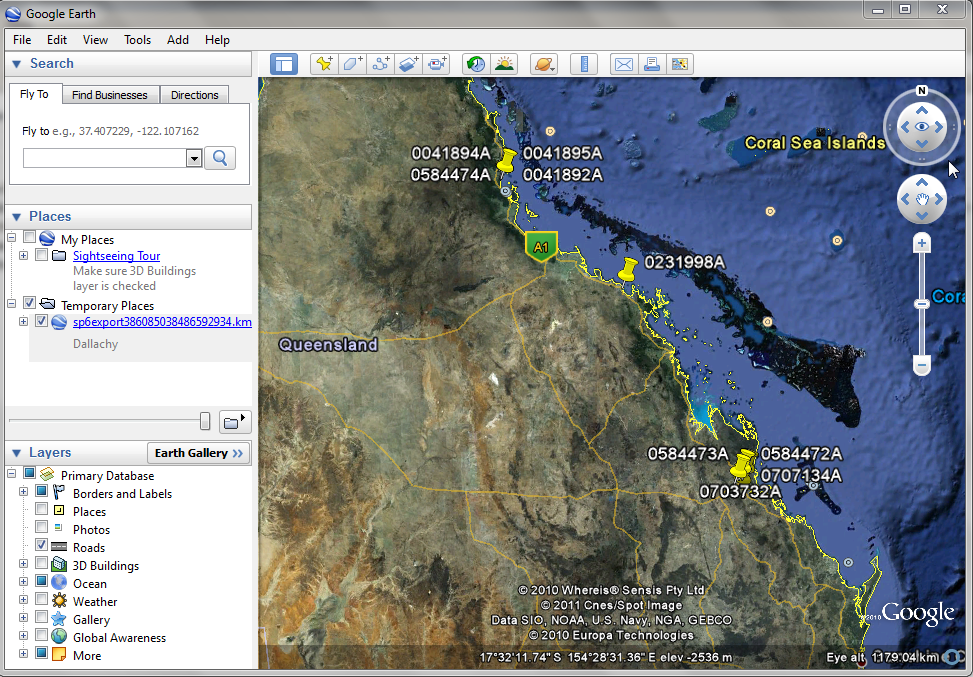 Google Earth
File Edit View Tools Add Help
Search
Fly To Find Businesses Directions
Fly to e.g., 37.407229, -122.107162
Places
My Places
Sightseeing Tour
Make sure 3D Buildings
layer is checked
Temporary Places
sp6export386085038486592934.km
Dallachy
Layers
Earth Gallery »
Primary Database
Borders and Labels
Places
Photos
Roads
3D Buildings
Ocean
Weather
Gallery
Global Awareness
More
N
Coral Sea Islands
0041894A 0041895A
0584474A 0041892A
A1
0231998A
Cora
Queensland
0584473A 0584472A
0707134A
0703732A
© 2010 Whereis® Sensis Pty Ltd
© 2011 Cnes/Spot Image
Data SIO, NOAA, U.S. Navy, NGA, GEBCO
© 2010 Europa Technologies
©2010 Google
17°32'11.74" S 154°28'31.36" E elev -2536 m
Eye alt 1179.04 km